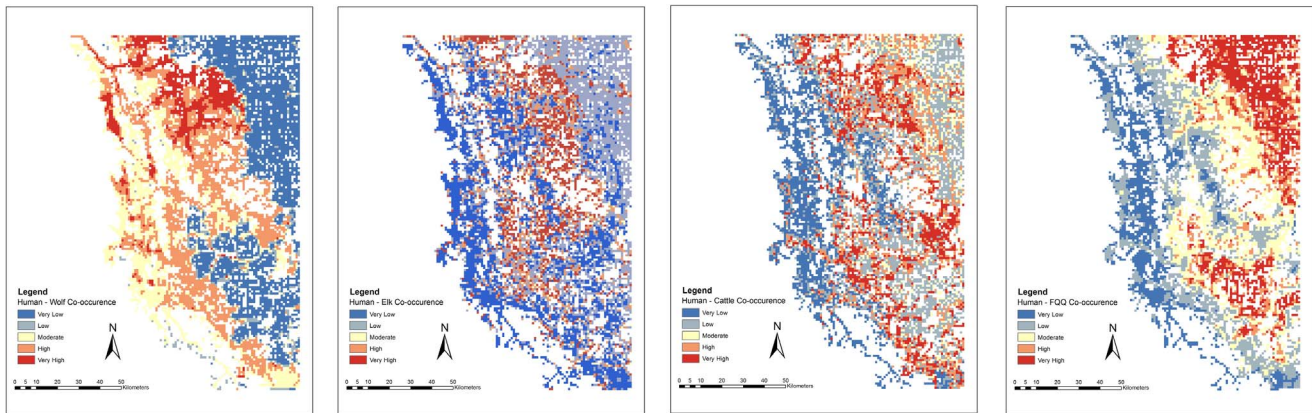 Legend
Human - Wolf Co-occurence
Very Low
Low
Moderate
High
Very High
N
0 5 10 20 30 40 50
Kilometers
Legend
Human - Elk Co-occurence
Very Low
Low
Moderate
High
Very High
N
0 5 10 20 30 40 50
Kilometers
Legend
Human - Cattle Co-occurence
Very Low
Low
Moderate
High
Very High
N
0 5 10 20 30 40 50
Kilometers
Legend
Human - FQQ Co-occurence
Very Low
Low
Moderate
High
Very High
N
0 5 10 20 30 40 50
Kilometers